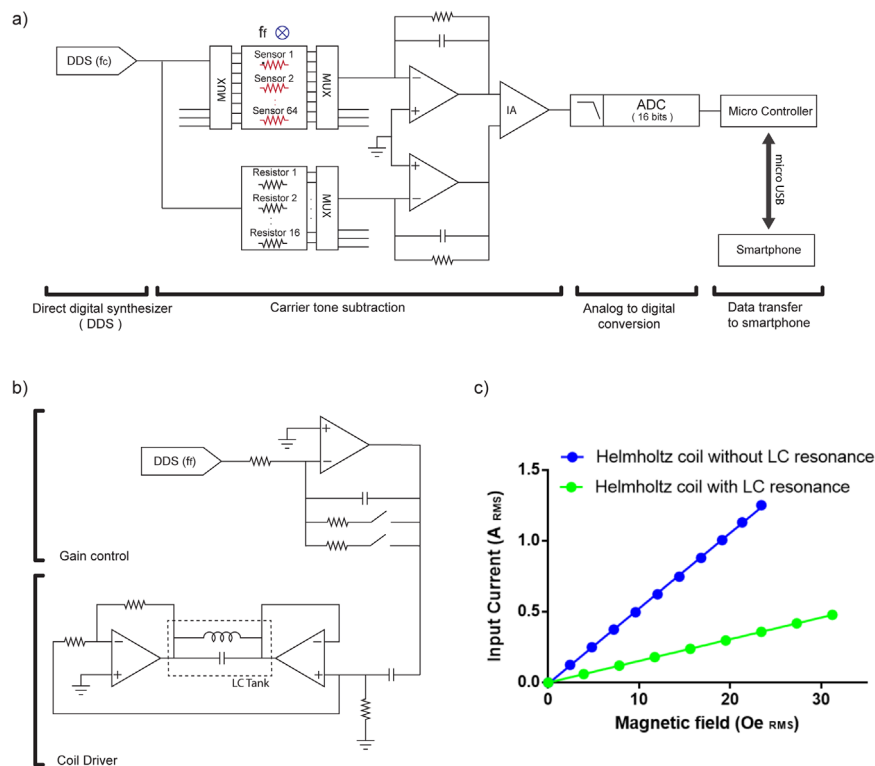 a)
DDS (fc)
MUX
ff
Sensor 1
Sensor 2
Sensor 64
MUX
IA
ADC
( 16 bits )
Micro Controller
micro USB
Smartphone
Resistor 1
Resistor 2
Resistor 16
MUX
Direct digital synthesizer
( DDS )
Carrier tone subtraction
Analog to digital
conversion
Data transfer
to smartphone
b)
DDS (ff)
Gain control
LC Tank
Coil Driver
c)
Helmholtz coil without LC resonance
Helmholtz coil with LC resonance
Input Current (A RMS)
1.5
1.0
0.5
0.0
0
10
20
30
Magnetic field (Oe RMS)